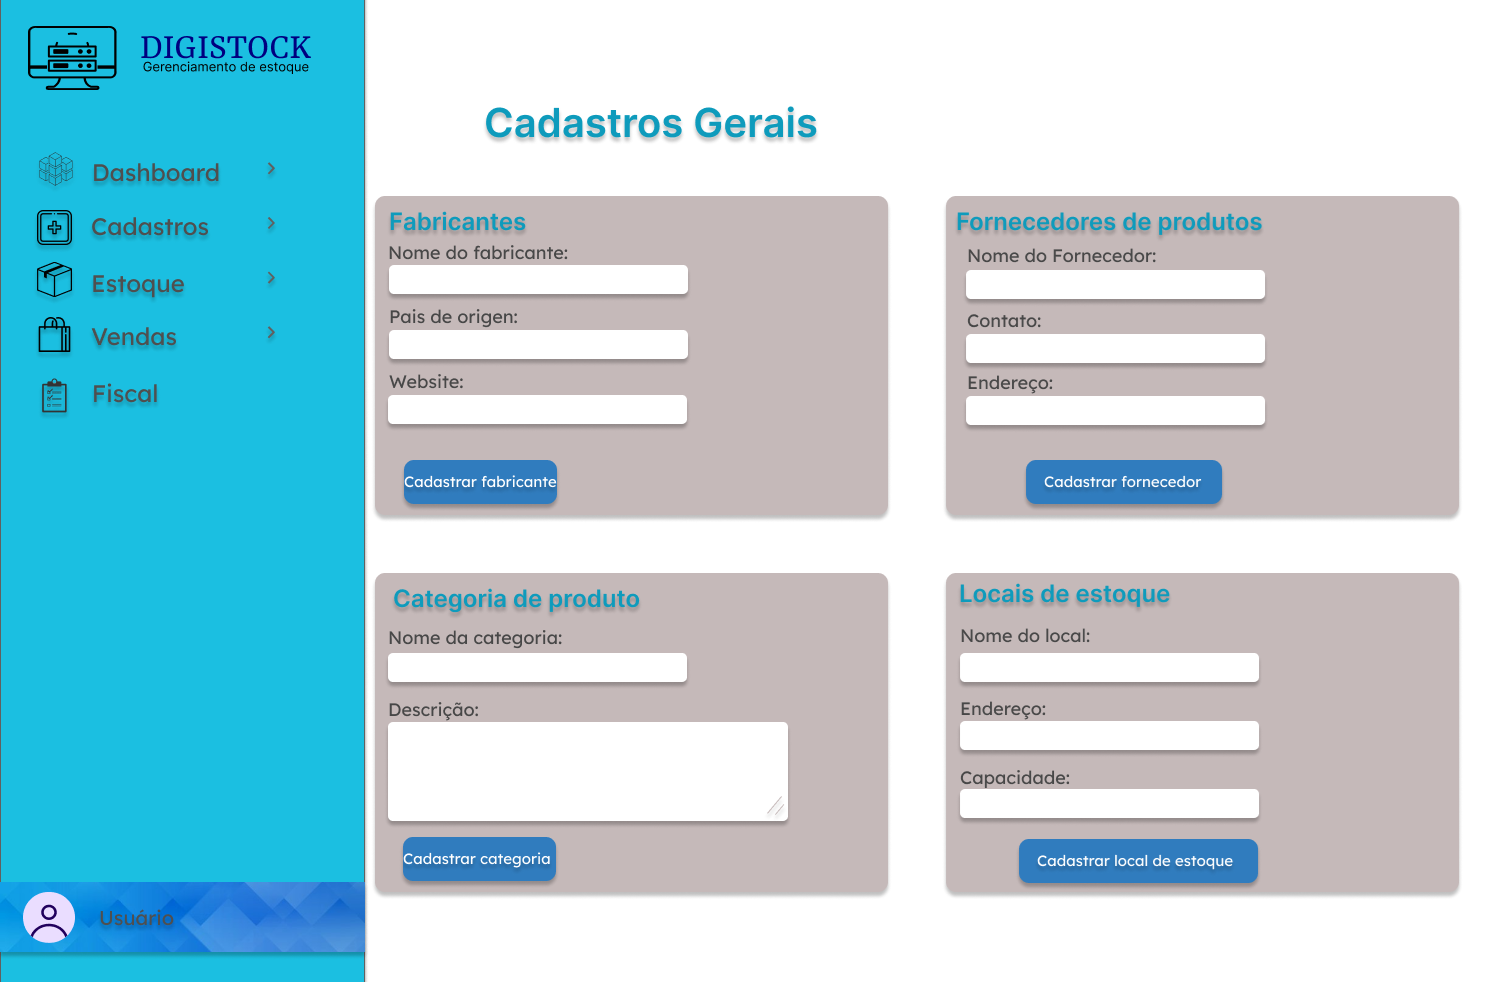 DIGISTOCK
Gerenciamento de estoque
Dashboard
Cadastros
Estoque
Vendas
Fiscal
Usuário
Cadastros Gerais
Fabricantes
Nome do fabricante:
Pais de origen:
Website:
Cadastrar fabricante
Fornecedores de produtos
Nome do Fornecedor:
Contato:
Endereço:
Cadastrar fornecedor
Categoria de produto
Nome da categoria:
Descrição:
Cadastrar categoria
Locais de estoque
Nome do local:
Endereço:
Capacidade:
Cadastrar local de estoque